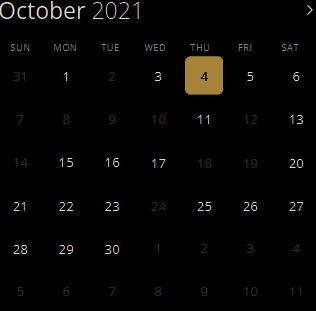 October 2021
SUN MON TUE WED THU FRI SAT
31 1 2 3 4 5 6
7 8 9 10 11 12 13
14 15 16 17 18 19 20
21 22 23 24 25 26 27
28 29 30 1 2 3 4
5 6 7 8 9 10 11